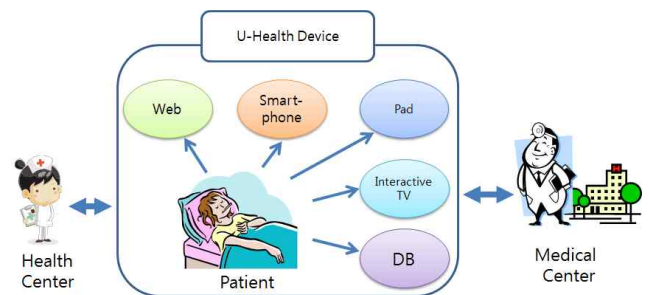 U-Health Device
Web
Smart-
phone
Pad
Interactive
TV
DB
Patient
Health
Center
Medical
Center